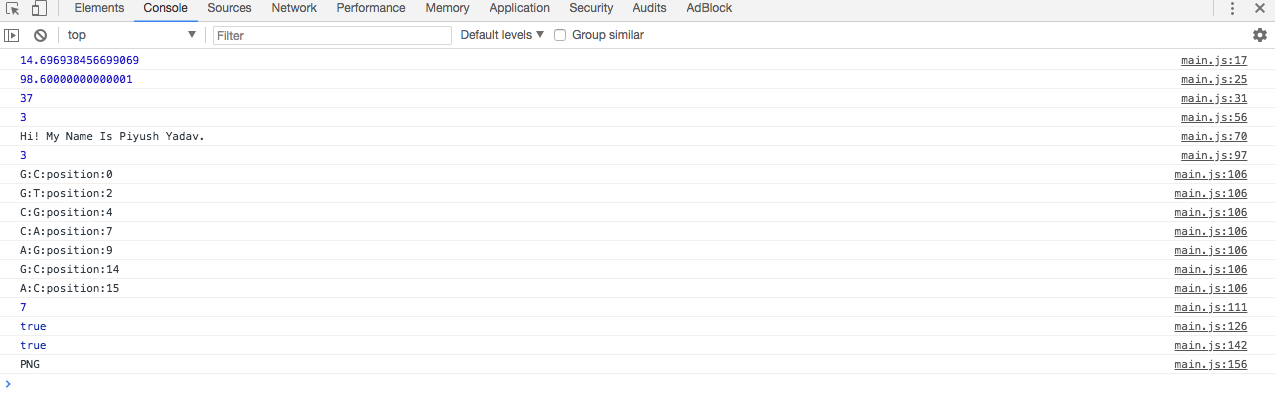 Elements Console Sources Network Performance Memory Application Security Audits AdBlock
top Filter Default levels Group similar
14.696938456699069 main.js:17
98.60000000000001 main.js:25
37 main.js:31
3 main.js:56
Hi! My Name Is Piyush Yadav. main.js:70
3 main.js:97
G:C:position:0 main.js:106
G:T:position:2 main.js:106
C:G:position:4 main.js:106
C:A:position:7 main.js:106
A:G:position:9 main.js:106
G:C:position:14 main.js:106
A:C:position:15 main.js:106
7 main.js:111
true main.js:126
true main.js:142
PNG main.js:156